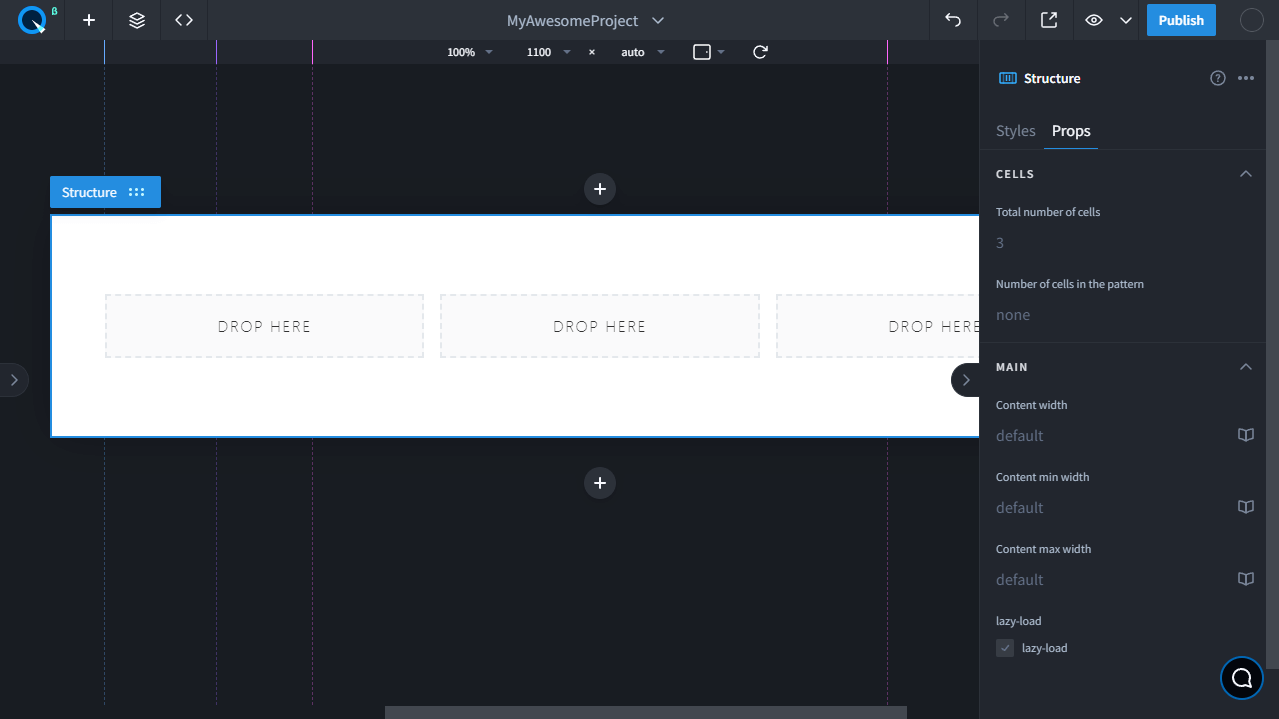 β
MyAwesomeProject
Publish
100%
1100
×
auto
Structure
Styles
Props
CELLS
Total number of cells
3
Number of cells in the pattern
none
MAIN
Content width
default
Content min width
default
Content max width
default
lazy-load
lazy-load
Structure
DROP HERE
DROP HERE
DROP HERE